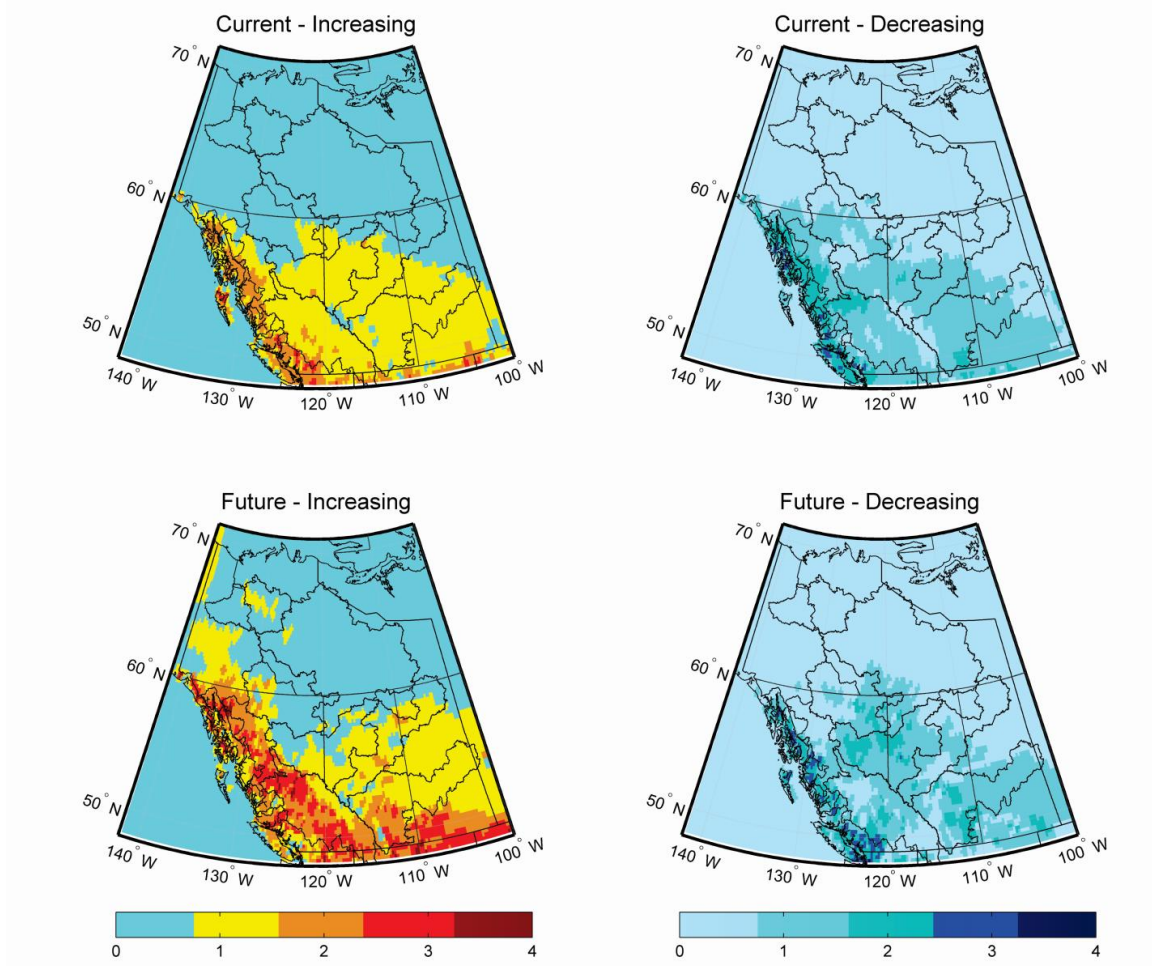 Current - Increasing
70° N
60° N
50° N
140° W
130° W
120° W
110° W
100° W
Current - Decreasing
70° N
60° N
50° N
140° W
130° W
120° W
110° W
100° W
Future - Increasing
70° N
60° N
50° N
140° W
130° W
120° W
110° W
100° W
Future - Decreasing
70° N
60° N
50° N
140° W
130° W
120° W
110° W
100° W
0 1 2 3 4
0 1 2 3 4